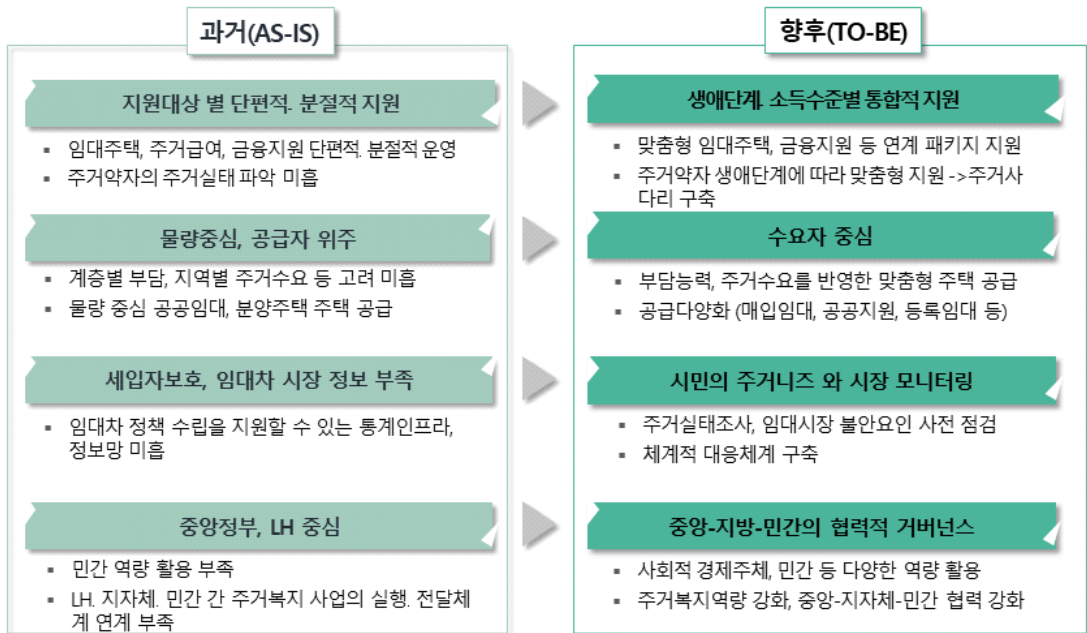 과거(AS-IS)
지원대상 별 단편적. 분절적 지원
▪ 임대주택, 주거급여, 금융지원 단편적. 분절적 운영
▪ 주거약자의 주거실태 파악 미흡
물량중심, 공급자 위주
▪ 계층별 부담, 지역별 주거수요 등 고려 미흡
▪ 물량 중심 공공임대, 분양주택 주택 공급
세입자보호, 임대차 시장 정보 부족
▪ 임대차 정책 수립을 지원할 수 있는 통계인프라,
정보망 미흡
중앙정부, LH 중심
▪ 민간 역량 활용 부족
▪ LH. 지자체. 민간 간 주거복지 사업의 실행. 전달체
계 연계 부족
향후(TO-BE)
생애단계. 소득수준별 통합적 지원
▪ 맞춤형 임대주택, 금융지원 등 연계 패키지 지원
▪ 주거약자 생애단계에 따라 맞춤형 지원 ->주거사
다리 구축
수요자 중심
▪ 부담능력, 주거수요를 반영한 맞춤형 주택 공급
▪ 공급다양화 (매입임대, 공공지원, 등록임대 등)
시민의 주거니즈 와 시장 모니터링
▪ 주거실태조사, 임대시장 불안요인 사전 점검
▪ 체계적 대응체계 구축
중앙-지방-민간의 협력적 거버넌스
▪ 사회적 경제주체, 민간 등 다양한 역량 활용
▪ 주거복지역량 강화, 중앙-지자체-민간 협력 강화